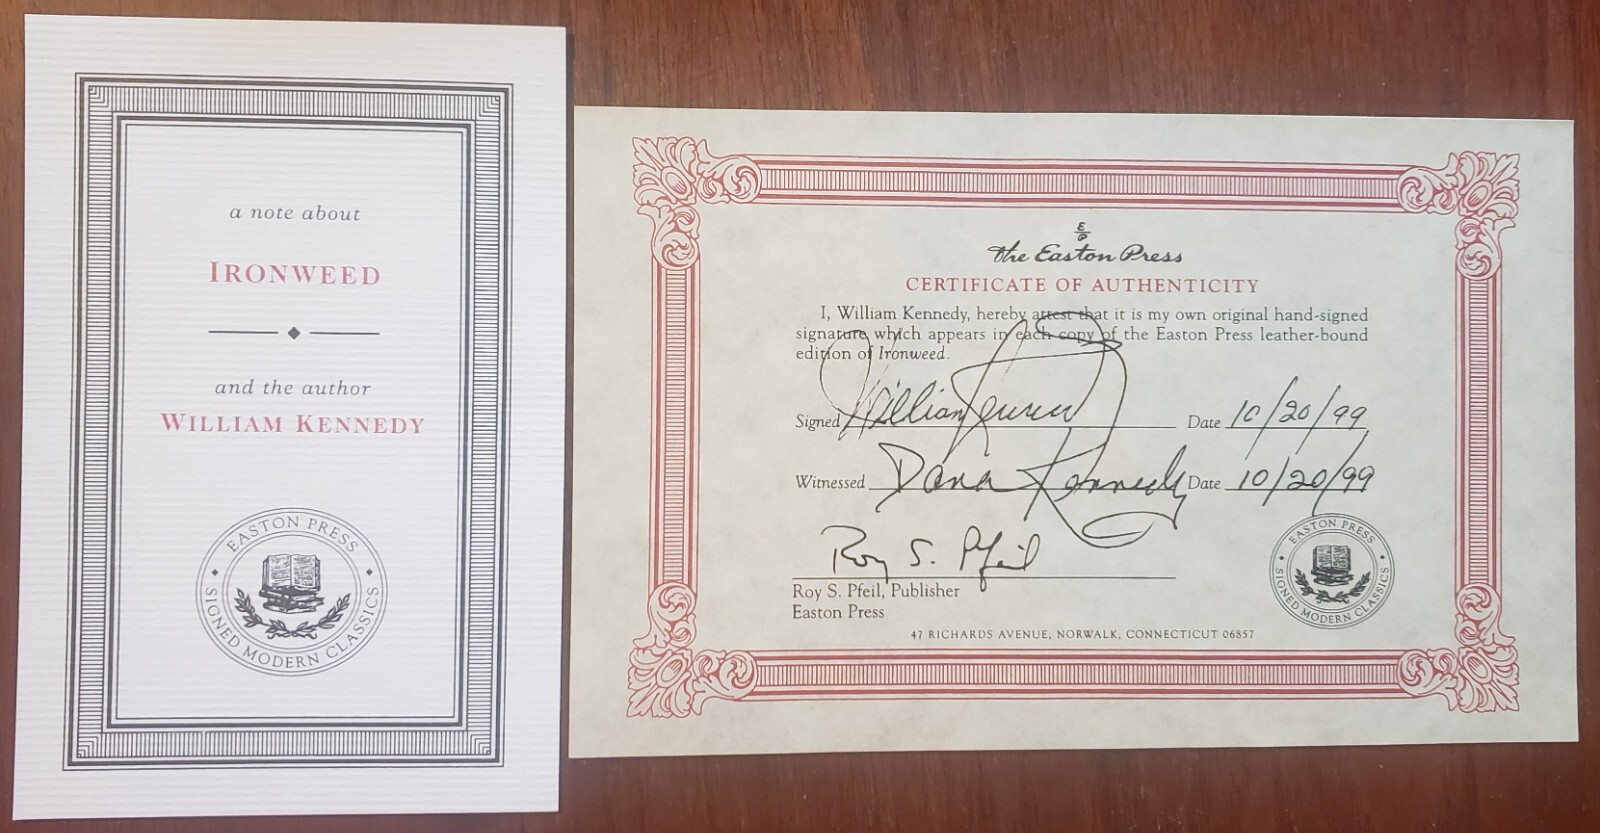 a note about
IRONWEED
and the author
WILLIAM KENNEDY
EASTON PRESS
SIGNED MODERN CLASSICS
E
P
the Easton Press
CERTIFICATE OF AUTHENTICITY
I, William Kennedy, hereby attest that it is my own original hand-signed
signature which appears in each copy of the Easton Press leather-bound
edition of Ironweed.
Signed William Kennedy Date 10/20/99
Witnessed Dana Kennedy Date 10/20/99
Roy S. Pfeil
Roy S. Pfeil, Publisher
Easton Press
EASTON PRESS
SIGNED MODERN CLASSICS
47 RICHARDS AVENUE, NORWALK, CONNECTICUT 06857